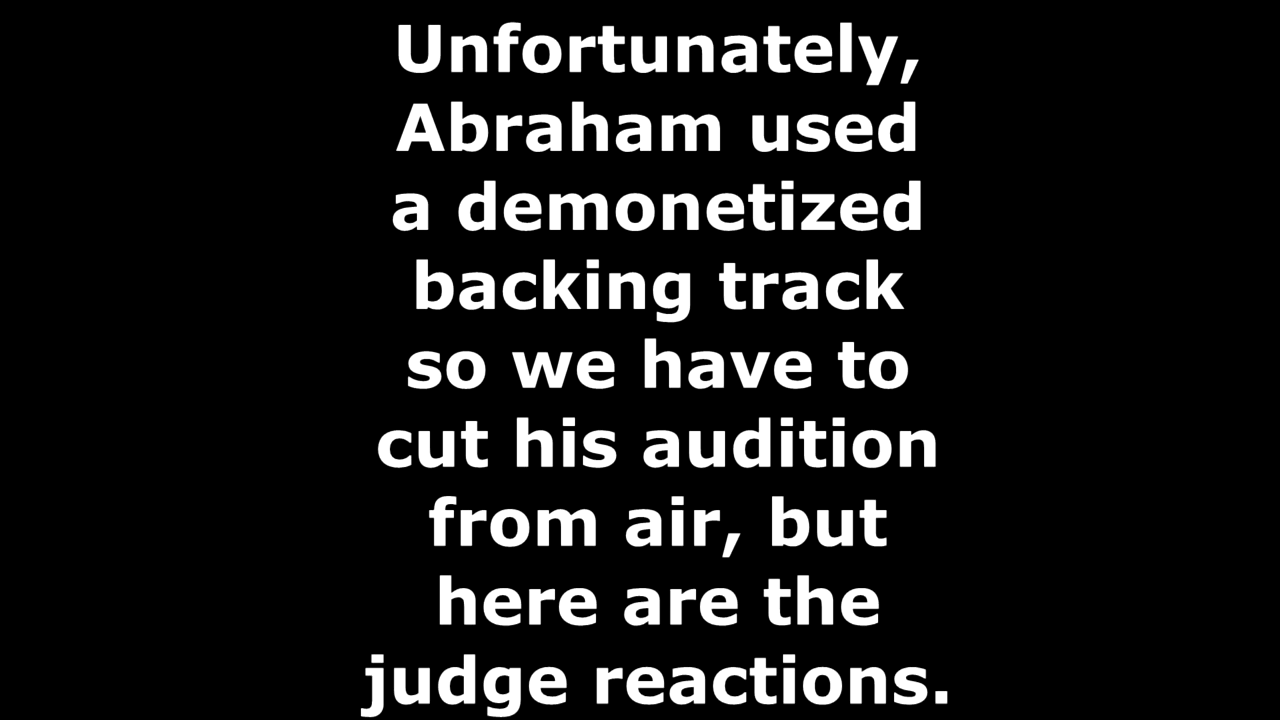 Unfortunately,
Abraham used
a demonetized
backing track
so we have to
cut his audition
from air, but
here are the
judge reactions.